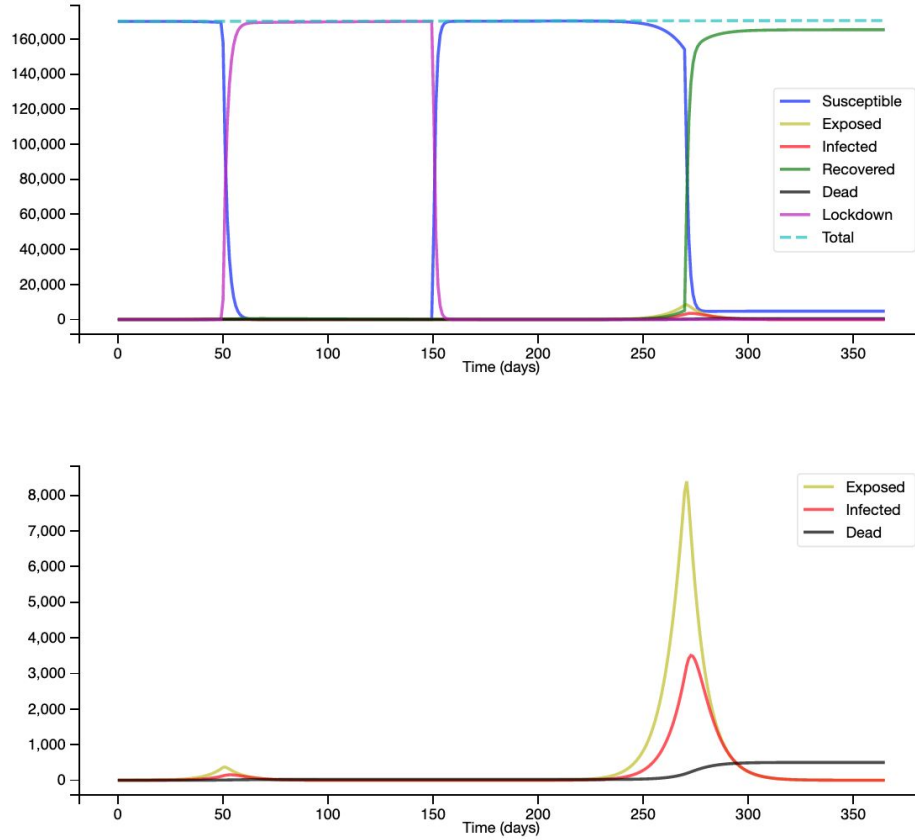 160,000
140,000
120,000
100,000
80,000
60,000
40,000
20,000
0
Susceptible
Exposed
Infected
Recovered
Dead
Lockdown
Total
0 50 100 150 200 250 300 350
Time (days)
8,000
7,000
6,000
5,000
4,000
3,000
2,000
1,000
0
Exposed
Infected
Dead
0 50 100 150 200 250 300 350
Time (days)